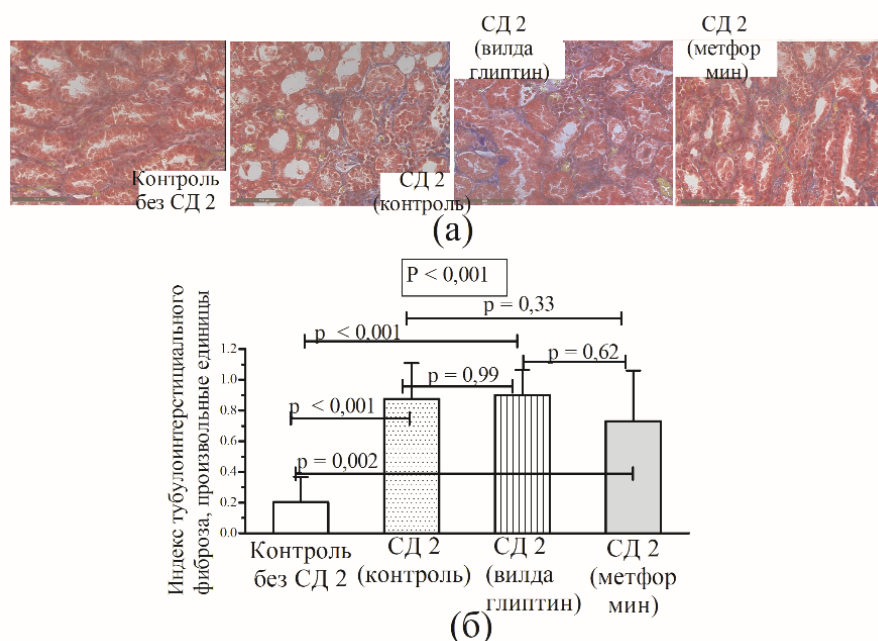 СД 2
(вилда
глиптин)
СД 2
(метфор
мин)
Контроль
без СД 2
СД 2
(контроль)
(а)
P < 0,001
p = 0,33
p < 0,001
p = 0,62
p = 0,99
p < 0,001
p = 0,002
Индекс тубулоинтерстициального
фиброза, произвольные единицы
1.2
1.0
0.8
0.6
0.4
0.2
0.0
Контроль
без СД 2
СД 2
(контроль)
СД 2
(вилда
глиптин)
СД 2
(метфор
мин)
(б)